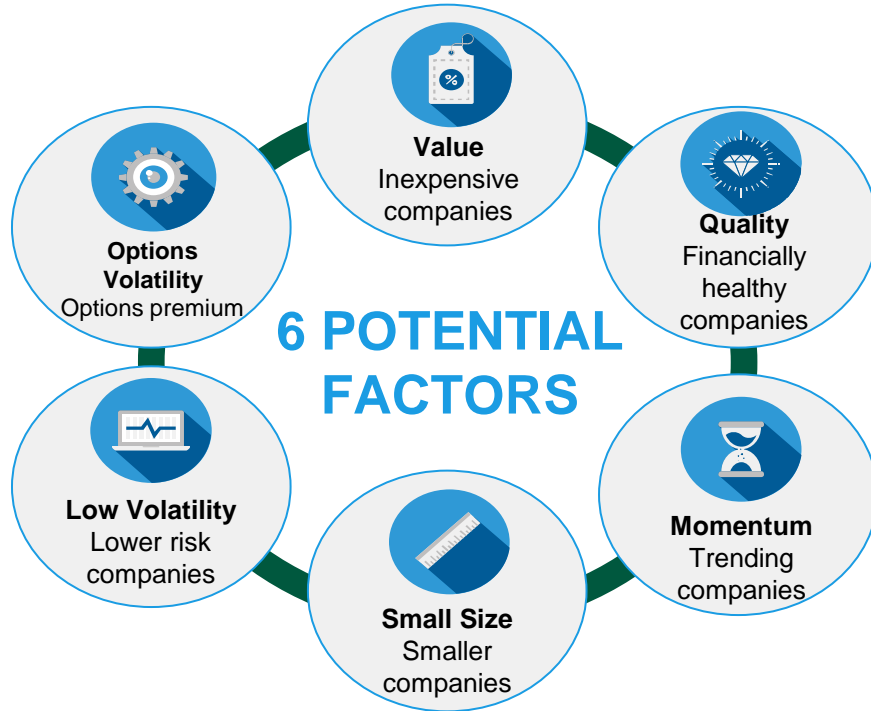 %
Value
Inexpensive
companies
Quality
Financially
healthy
companies
Momentum
Trending
companies
Small Size
Smaller
companies
Low Volatility
Lower risk
companies
Options
Volatility
Options premium
6 POTENTIAL
FACTORS